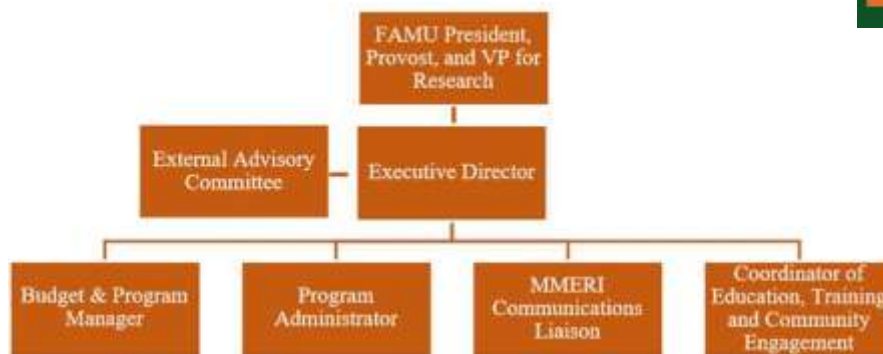 FAMU President,
Provost, and VP for
Research
External Advisory
Committee
Executive Director
Budget & Program
Manager
Program
Administrator
MMERI
Communications
Liaison
Coordinator of
Education, Training
and Community
Engagement